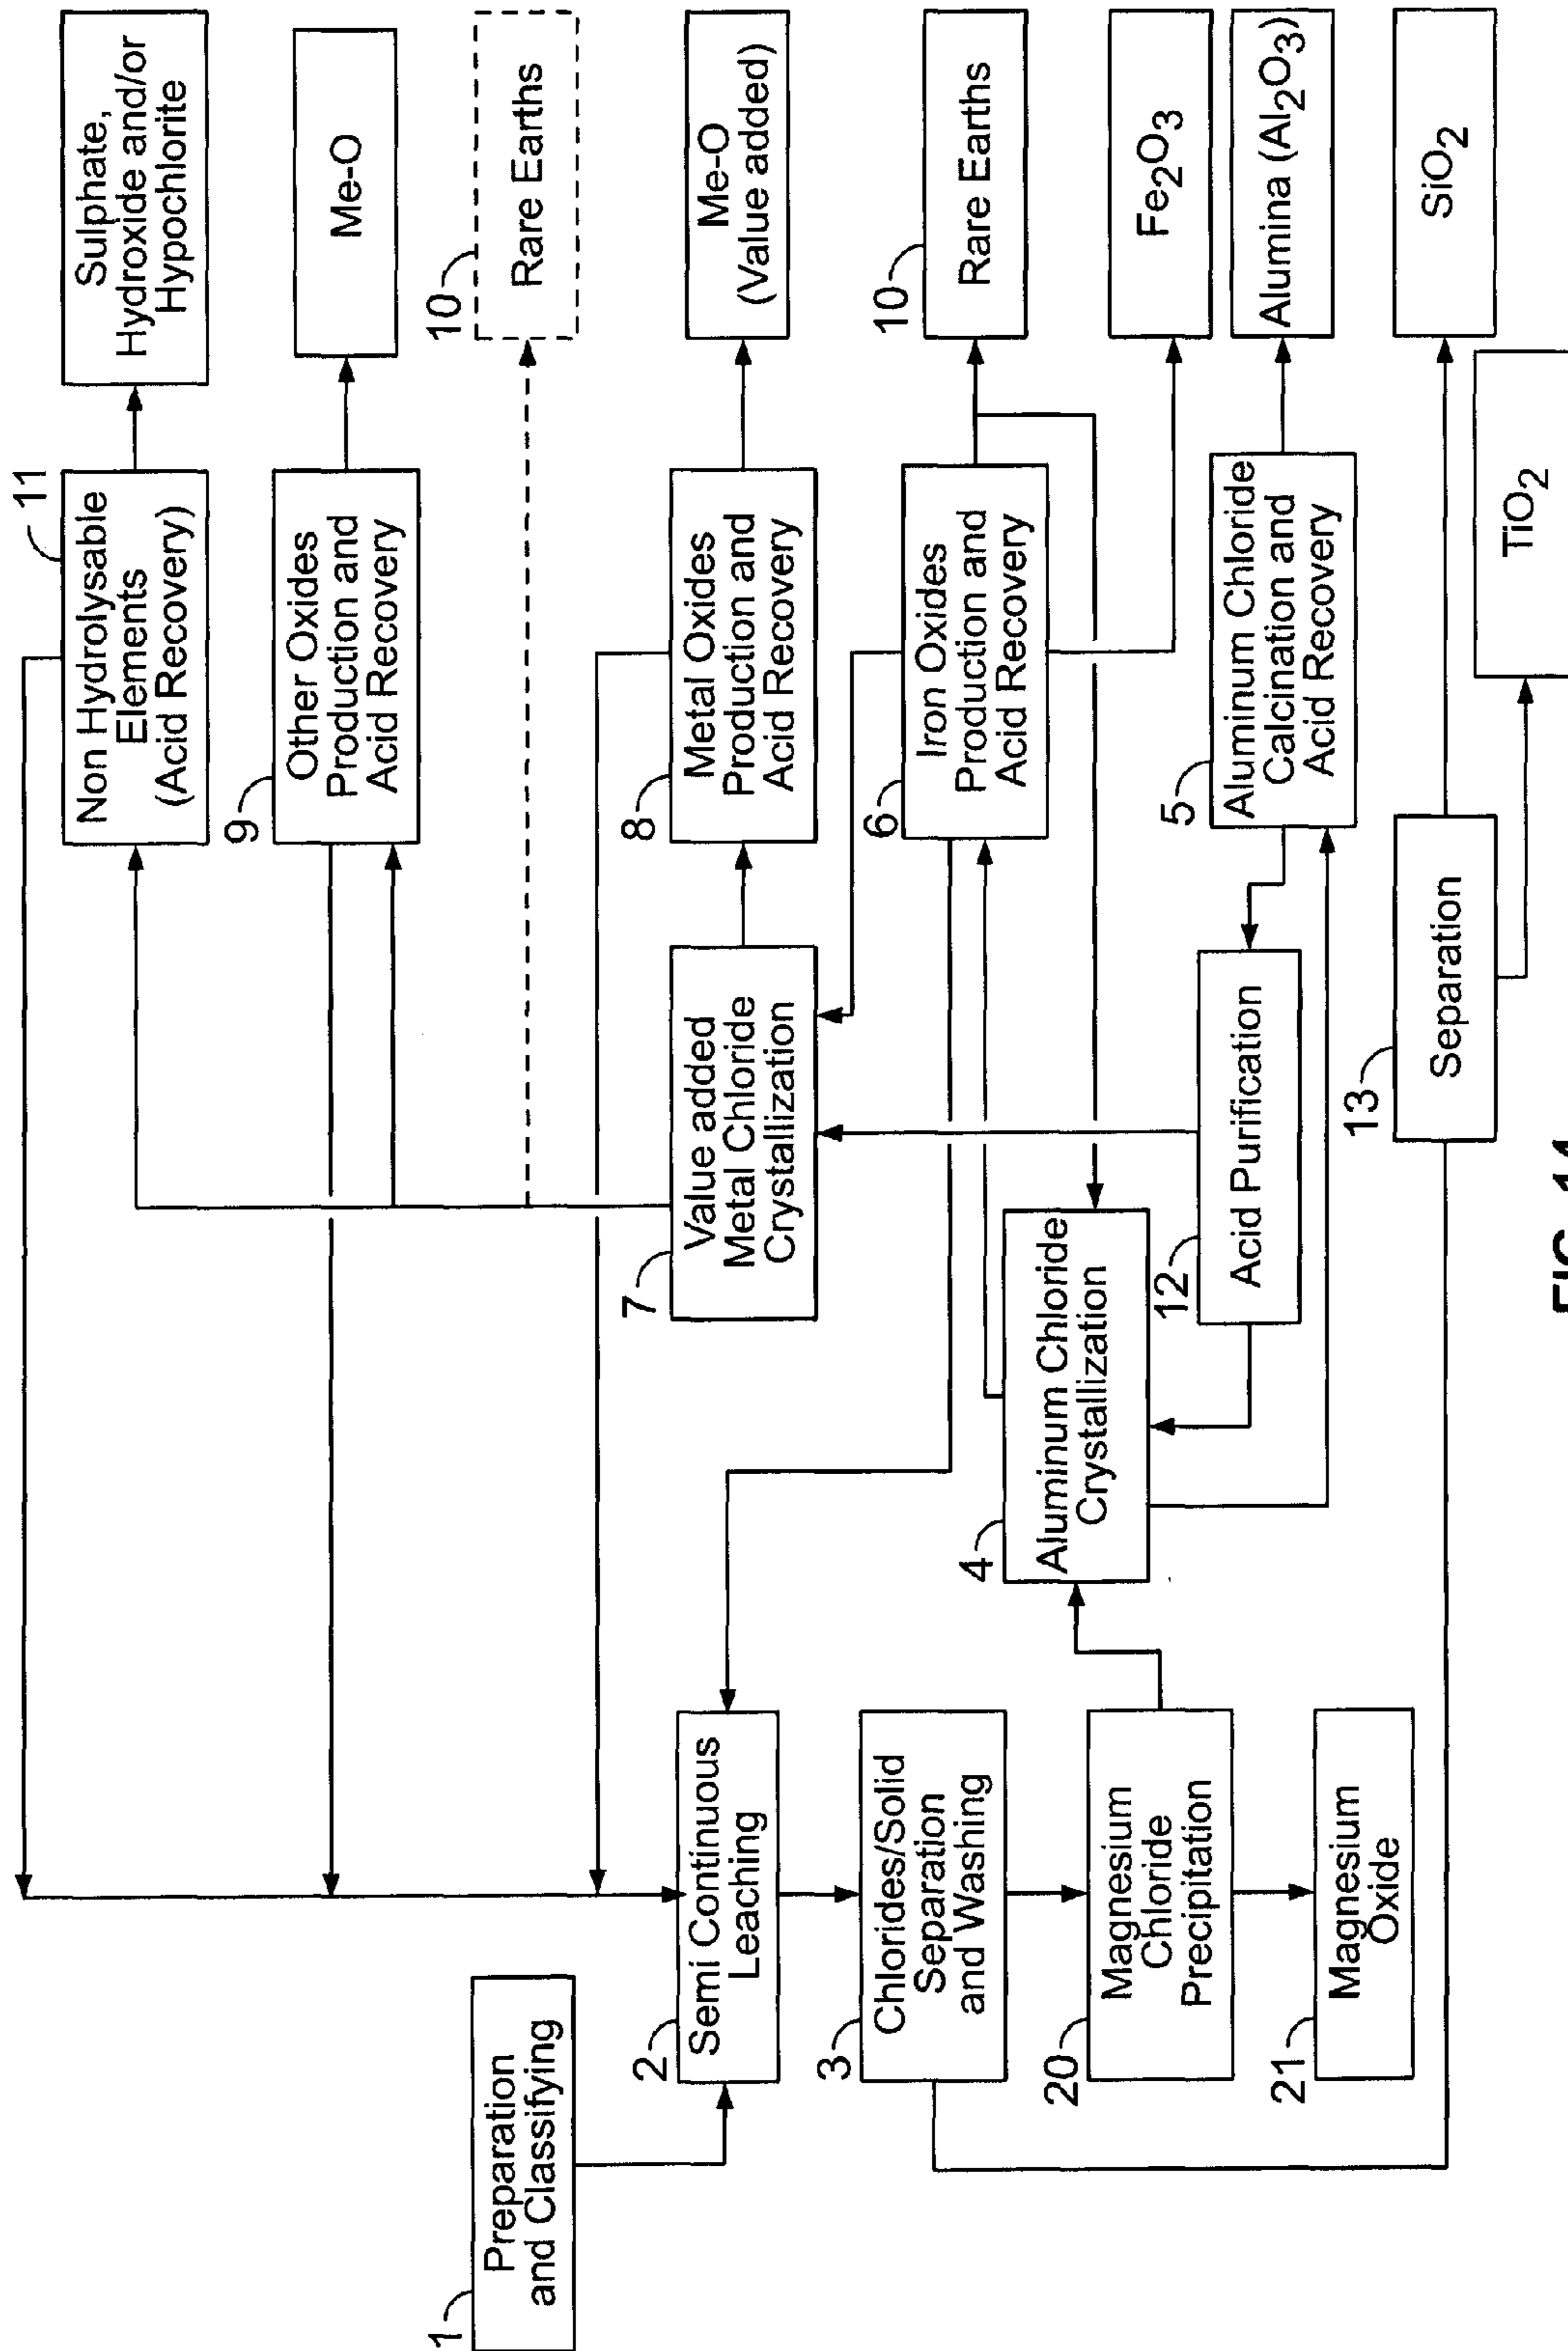 1
Preparation
and Classifying
2
Semi Continuous
Leaching
3
Chlorides/Solid
Separation
and Washing
20
Magnesium
Chloride
Precipitation
21
Magnesium
Oxide
4
Aluminum Chloride
Crystallization
7
Value added
Metal Chloride
Crystallization
12
Acid Purification
13
Separation
11
Non Hydrolysable
Elements
(Acid Recovery)
9
Other Oxides
Production and
Acid Recovery
8
Metal Oxides
Production and
Acid Recovery
6
Iron Oxides
Production and
Acid Recovery
5
Aluminum Chloride
Calcination and
Acid Recovery
Sulphate,
Hydroxide and/or
Hypochlorite
Me-O
10
Rare Earths
Me-O
(Value added)
10
Rare Earths
Fe2O3
Alumina (Al2O3)
SiO2
TiO2